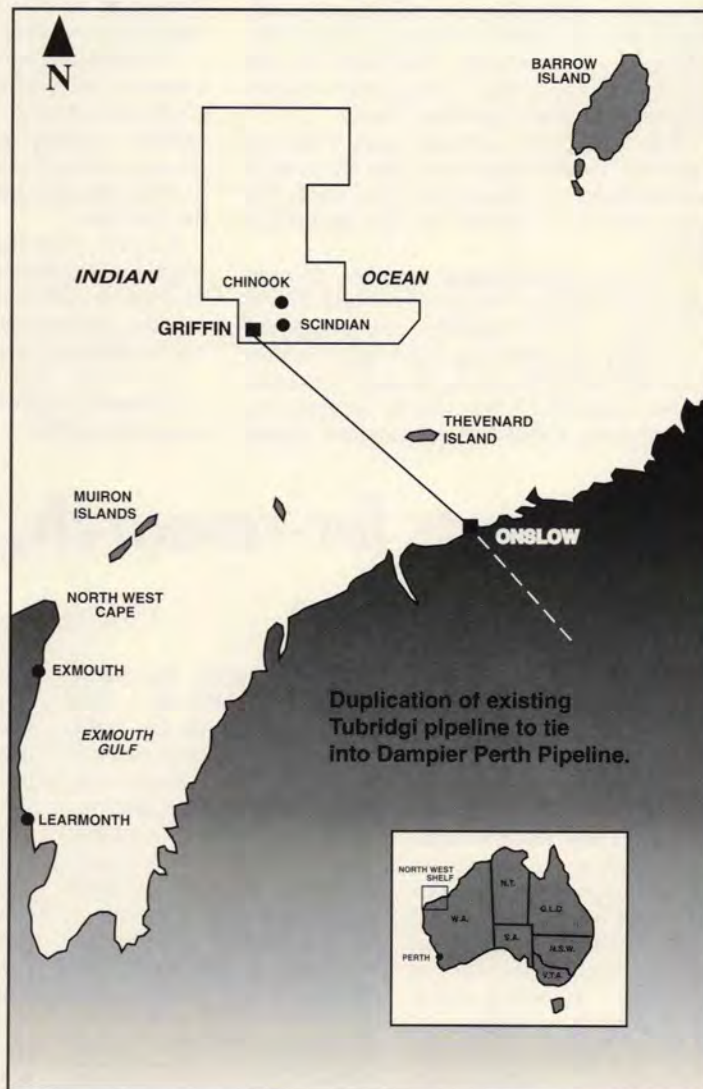 N
BARROW
ISLAND
INDIAN
OCEAN
CHINOOK
SCINDIAN
GRIFFIN
THEVENARD
ISLAND
MUIRON
ISLANDS
ONSLOW
NORTH WEST
CAPE
EXMOUTH
EXMOUTH
GULF
LEARMONTH
Duplication of existing
Tubridgi pipeline to tie
into Dampier Perth Pipeline.
NORTH WEST
SHELF
N.T.
W.A.
Q.L.D.
S.A.
N.S.W.
V.T.A.
PERTH